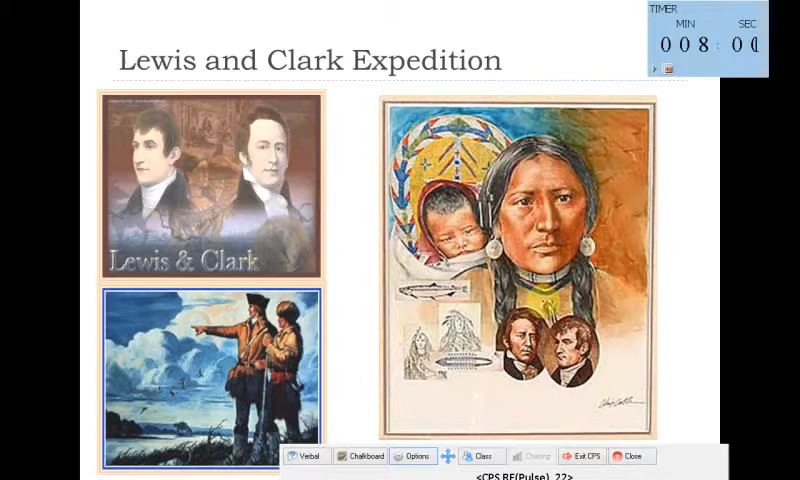 TIMER
MIN SEC
008:00
Lewis and Clark Expedition
Lewis & Clark
Verbal Chalkboard Options Class Charting Exit CPS Close
<CPS RF(Pulse) 22>